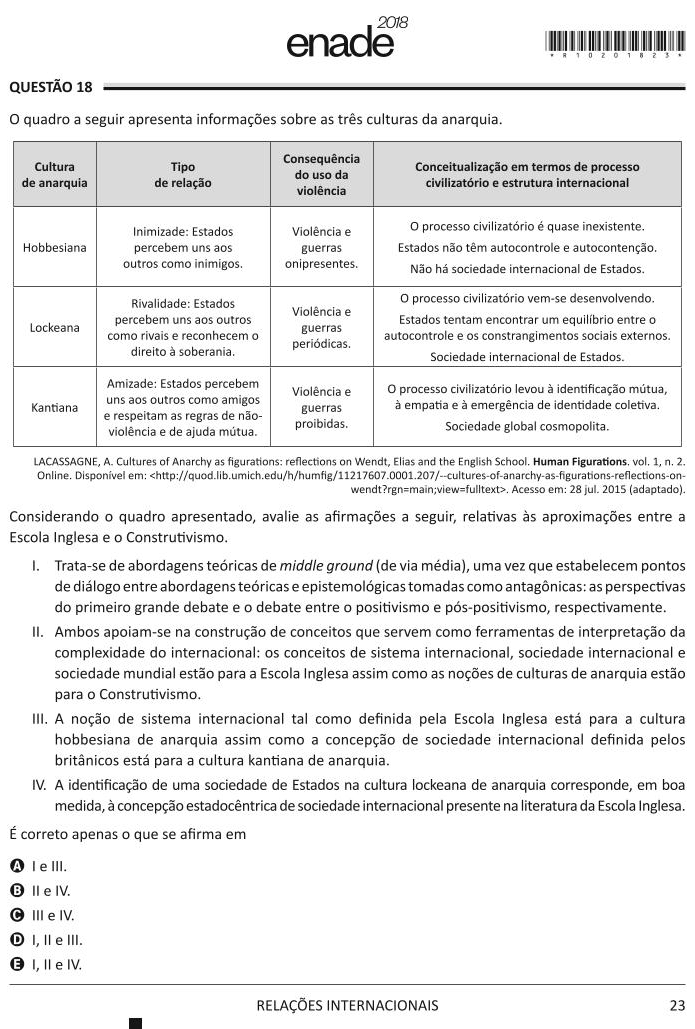 enade 2018
* R 1 0 2 0 1 8 2 3 *
QUESTÃO 18
O quadro a seguir apresenta informações sobre as três culturas da anarquia.
Cultura de anarquia
Tipo de relação
Consequência do uso da violência
Conceitualização em termos de processo civilizatório e estrutura internacional
Hobbesiana
Inimizade: Estados
percebem uns aos
outros como inimigos.
Violência e
guerras
onipresentes.
O processo civilizatório é quase inexistente.
Estados não têm autocontrole e autocontenção.
Não há sociedade internacional de Estados.
Lockeana
Rivalidade: Estados
percebem uns aos outros
como rivais e reconhecem o
direito à soberania.
Violência e
guerras
periódicas.
O processo civilizatório vem-se desenvolvendo.
Estados tentam encontrar um equilíbrio entre o
autocontrole e os constrangimentos sociais externos.
Sociedade internacional de Estados.
Kantiana
Amizade: Estados percebem
uns aos outros como amigos
e respeitam as regras de não-
violência e de ajuda mútua.
Violência e
guerras
proibidas.
O processo civilizatório levou à identificação mútua,
à empatia e à emergência de identidade coletiva.
Sociedade global cosmopolita.
LACASSAGNE, A. Cultures of Anarchy as figurations: reflections on Wendt, Elias and the English School. Human Figurations. vol. 1, n. 2.
Online. Disponível em: <http://quod.lib.umich.edu/h/humfig/11217607.0001.207/--cultures-of-anarchy-as-figurations-reflections-on-
wendt?rgn=main;view=fulltext>. Acesso em: 28 jul. 2015 (adaptado).
Considerando o quadro apresentado, avalie as afirmações a seguir, relativas às aproximações entre a
Escola Inglesa e o Construtivismo.
I. Trata-se de abordagens teóricas de middle ground (de via média), uma vez que estabelecem pontos
de diálogo entre abordagens teóricas e epistemológicas tomadas como antagônicas: as perspectivas
do primeiro grande debate e o debate entre o positivismo e pós-positivismo, respectivamente.
II. Ambos apoiam-se na construção de conceitos que servem como ferramentas de interpretação da
complexidade do internacional: os conceitos de sistema internacional, sociedade internacional e
sociedade mundial estão para a Escola Inglesa assim como as noções de culturas de anarquia estão
para o Construtivismo.
III. A noção de sistema internacional tal como definida pela Escola Inglesa está para a cultura
hobbesiana de anarquia assim como a concepção de sociedade internacional definida pelos
britânicos está para a cultura kantiana de anarquia.
IV. A identificação de uma sociedade de Estados na cultura lockeana de anarquia corresponde, em boa
medida, à concepção estadocêntrica de sociedade internacional presente na literatura da Escola Inglesa.
É correto apenas o que se afirma em
A I e III.
B II e IV.
C III e IV.
D I, II e III.
E I, II e IV.
RELAÇÕES INTERNACIONAIS
23